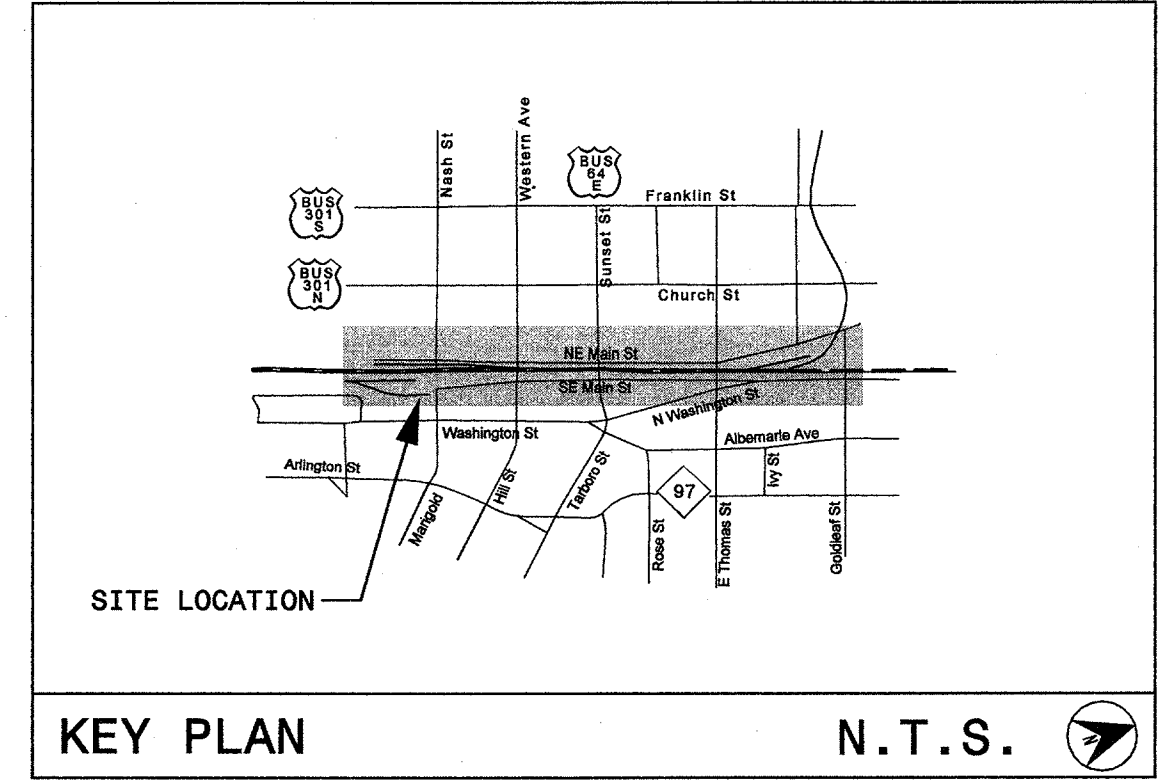 Nash St
Western Ave
BUS
64
E
BUS
301
S
Franklin St
Sunset St
BUS
301
N
Church St
NE Main St
SE Main St
N Washington St
Washington St
Albemarle Ave
Arlington St
Marigold
Hill St
Tarboro St
97
Ivy St
Rose St
E Thomas St
Goldleaf St
SITE LOCATION
KEY PLAN
N.T.S.
N